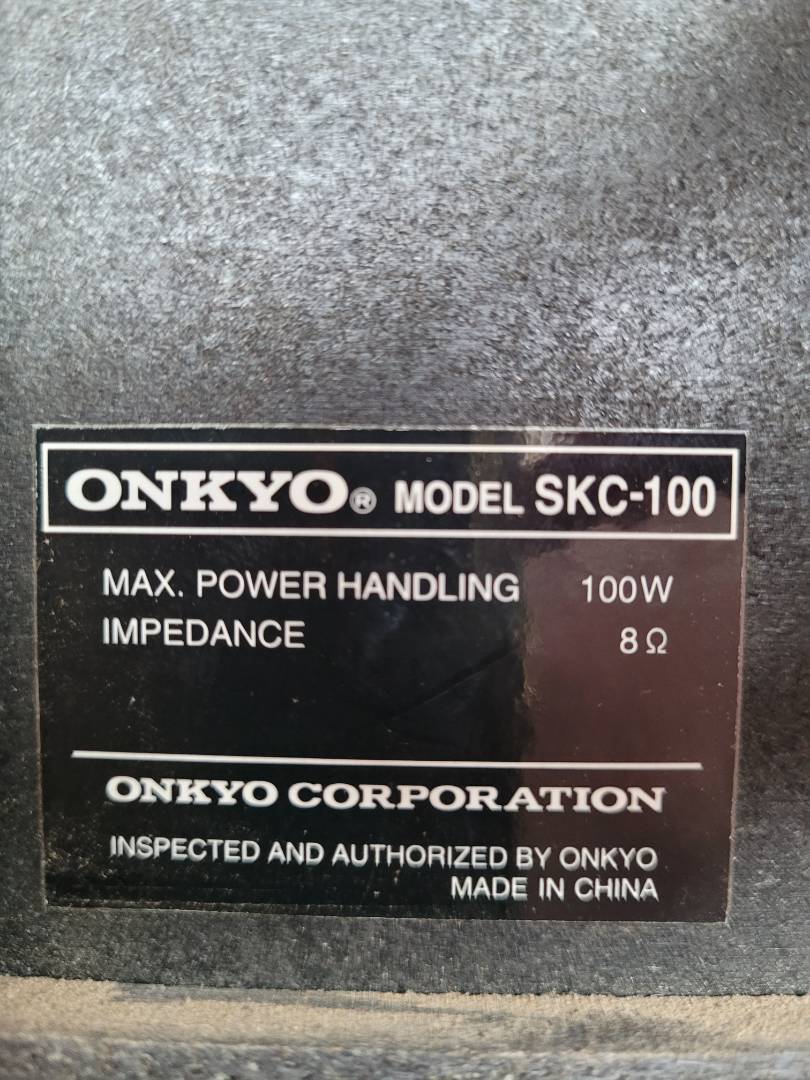 ONKYO® MODEL SKC-100
MAX. POWER HANDLING 100W
IMPEDANCE 8Ω
ONKYO CORPORATION
INSPECTED AND AUTHORIZED BY ONKYO
MADE IN CHINA